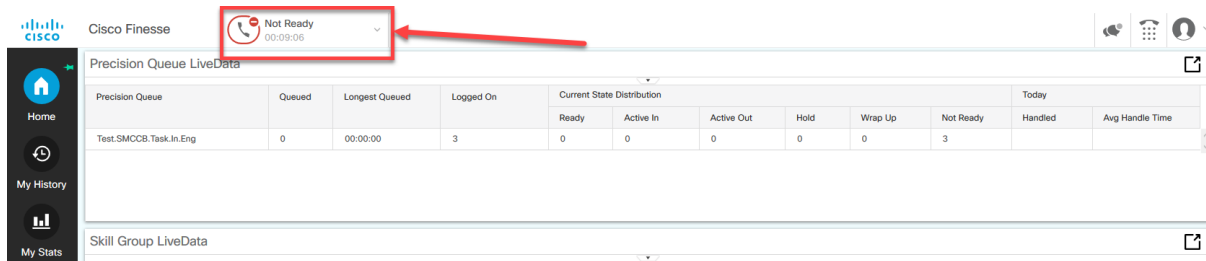 CISCO
Cisco Finesse
Not Ready
00:09:06
Precision Queue LiveData
Precision Queue Queued Longest Queued Logged On Current State Distribution Today
Ready Active In Active Out Hold Wrap Up Not Ready Handled Avg Handle Time
Test.SMCCB.Task.In.Eng 0 00:00:00 3 0 0 0 0 0 3
Home
My History
My Stats
Skill Group LiveData